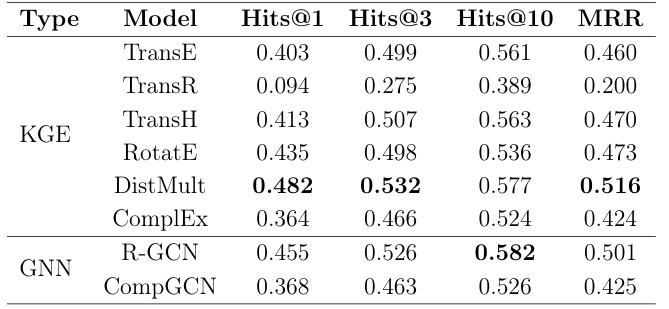 Type Model Hits@1 Hits@3 Hits@10 MRR
TransE 0.403 0.499 0.561 0.460
TransR 0.094 0.275 0.389 0.200
TransH 0.413 0.507 0.563 0.470
KGE
RotatE 0.435 0.498 0.536 0.473
DistMult 0.482 0.532 0.577 0.516
ComplEx 0.364 0.466 0.524 0.424
R-GCN 0.455 0.526 0.582 0.501
GNN
CompGCN 0.368 0.463 0.526 0.425